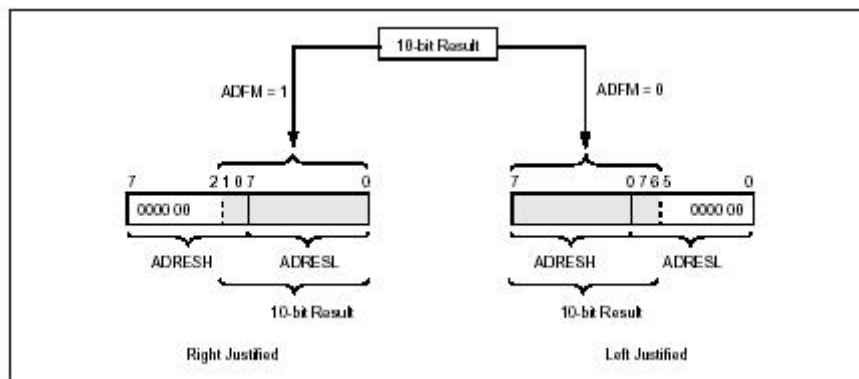 10-bit Result
ADFM = 1
ADFM = 0
7 2 1 0 7 0
7 0 7 6 5 0
0000 00
0000 00
ADRESH ADRESL
ADRESH ADRESL
10-bit Result
10-bit Result
Right Justified
Left Justified